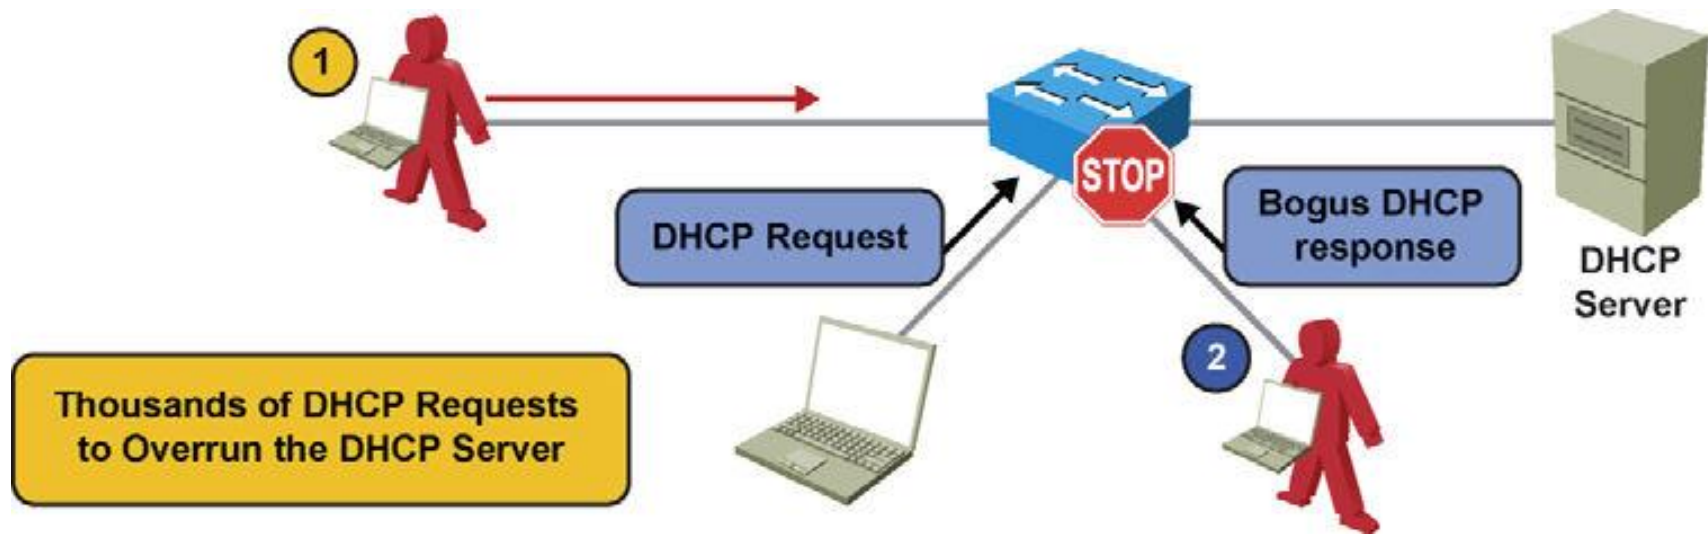 1
STOP
DHCP Request
Bogus DHCP
response
DHCP
Server
2
Thousands of DHCP Requests
to Overrun the DHCP Server